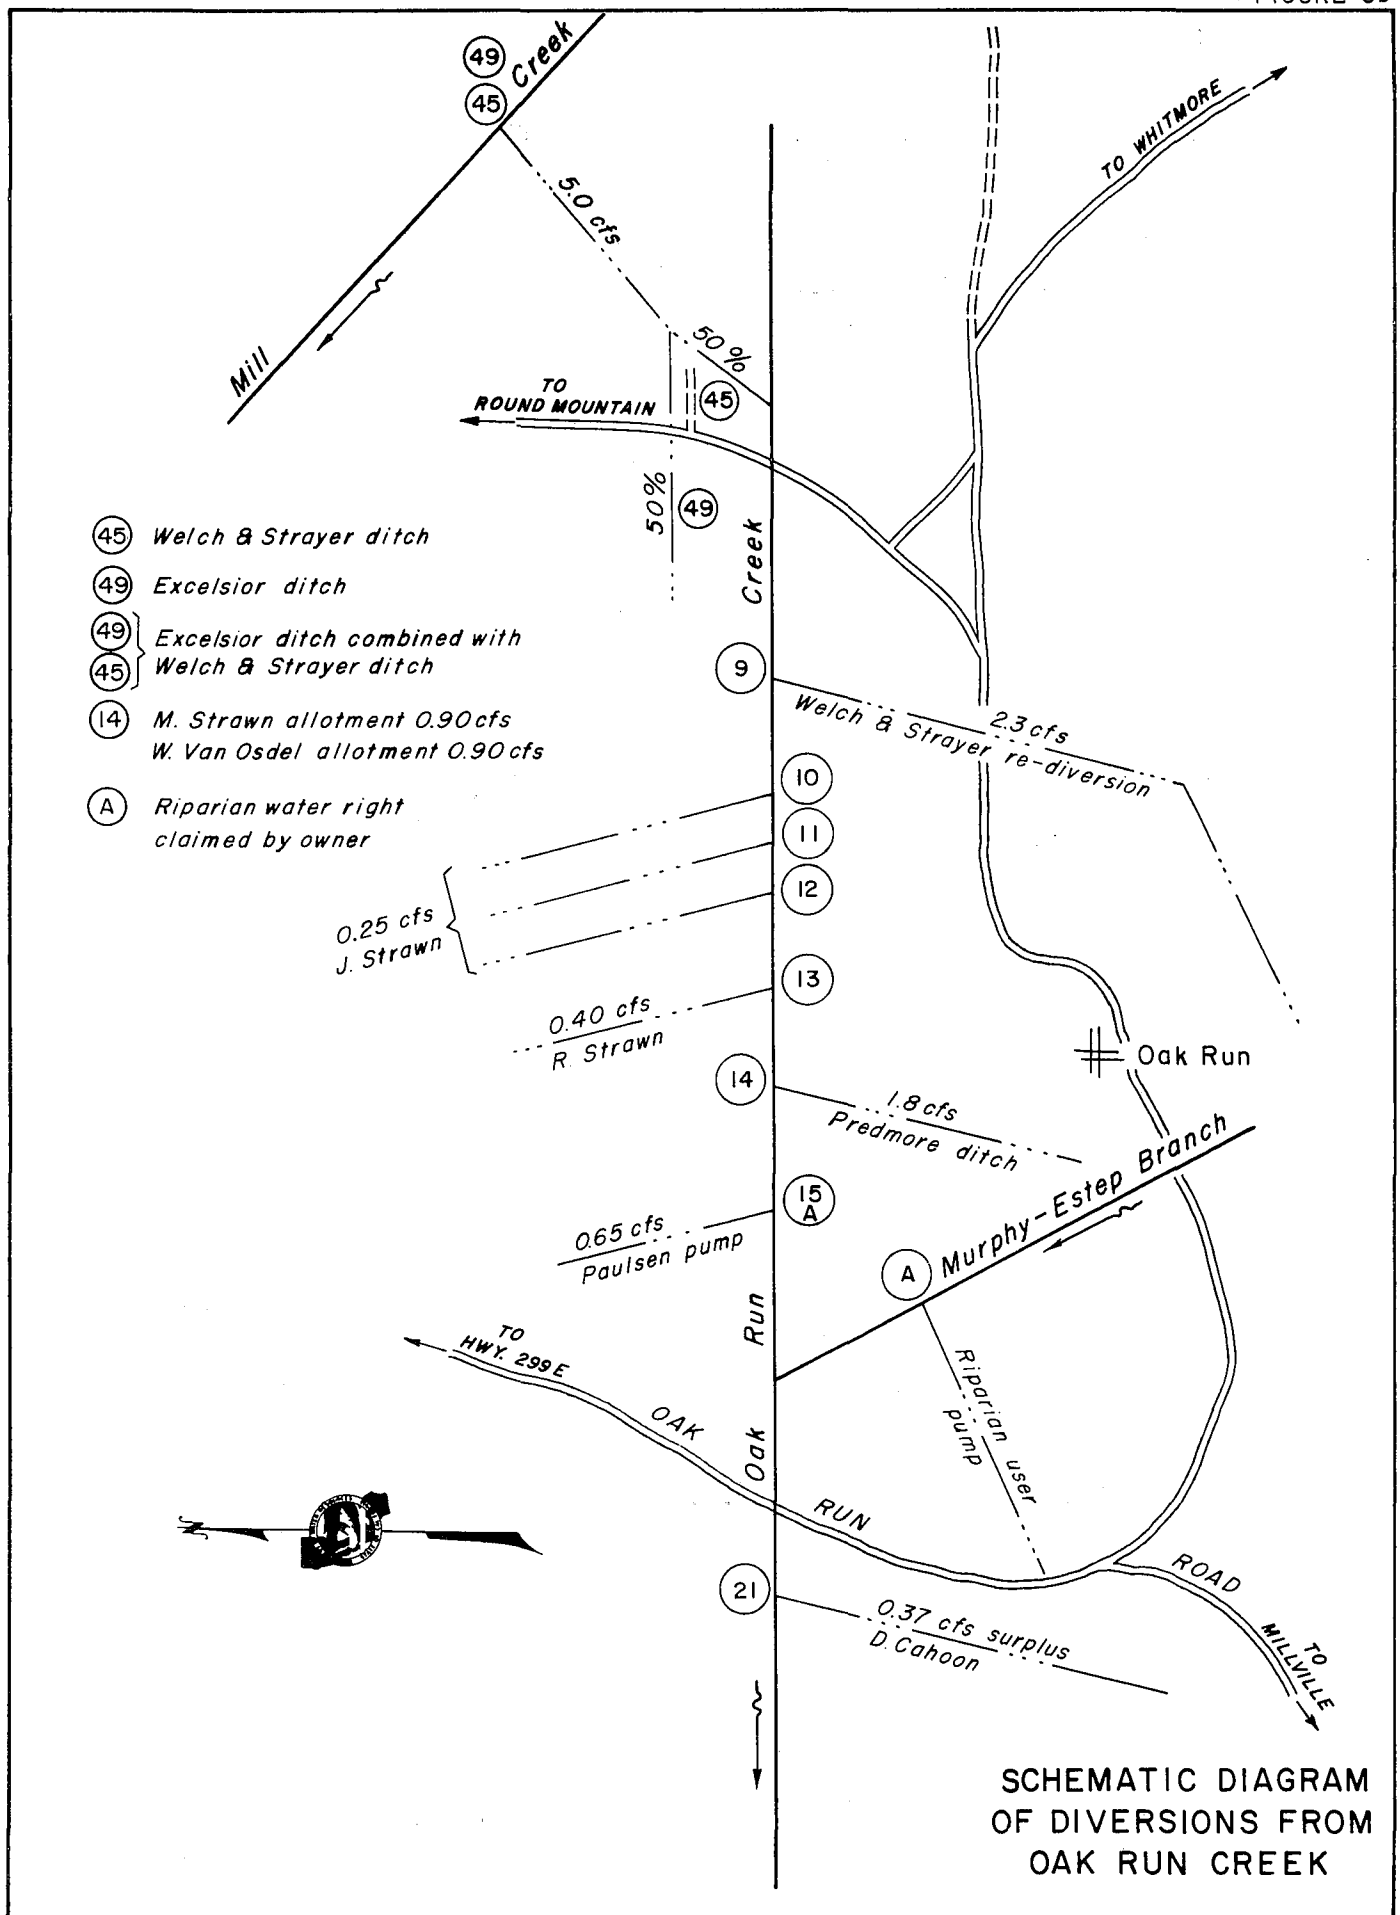 49
45
Mill Creek
5.0 cfs
TO WHITMORE
50%
TO
ROUND MOUNTAIN
45
50%
49
45 Welch & Strayer ditch
49 Excelsior ditch
49 Excelsior ditch combined with
45 Welch & Strayer ditch
14 M. Strawn allotment 0.90 cfs
W. Van Osdel allotment 0.90 cfs
A Riparian water right
claimed by owner
Oak Run Creek
9
2.3 cfs
Welch & Strayer re-diversion
10
11
12
0.25 cfs
J. Strawn
13
0.40 cfs
R. Strawn
Oak Run
14
1.8 cfs
Predmore ditch
15
A
0.65 cfs
Paulsen pump
A
Murphy-Estep Branch
Riparian user
pump
TO
HWY. 299E
OAK RUN ROAD
N
21
0.37 cfs surplus
D. Cahoon
TO
MILLVILLE
SCHEMATIC DIAGRAM
OF DIVERSIONS FROM
OAK RUN CREEK